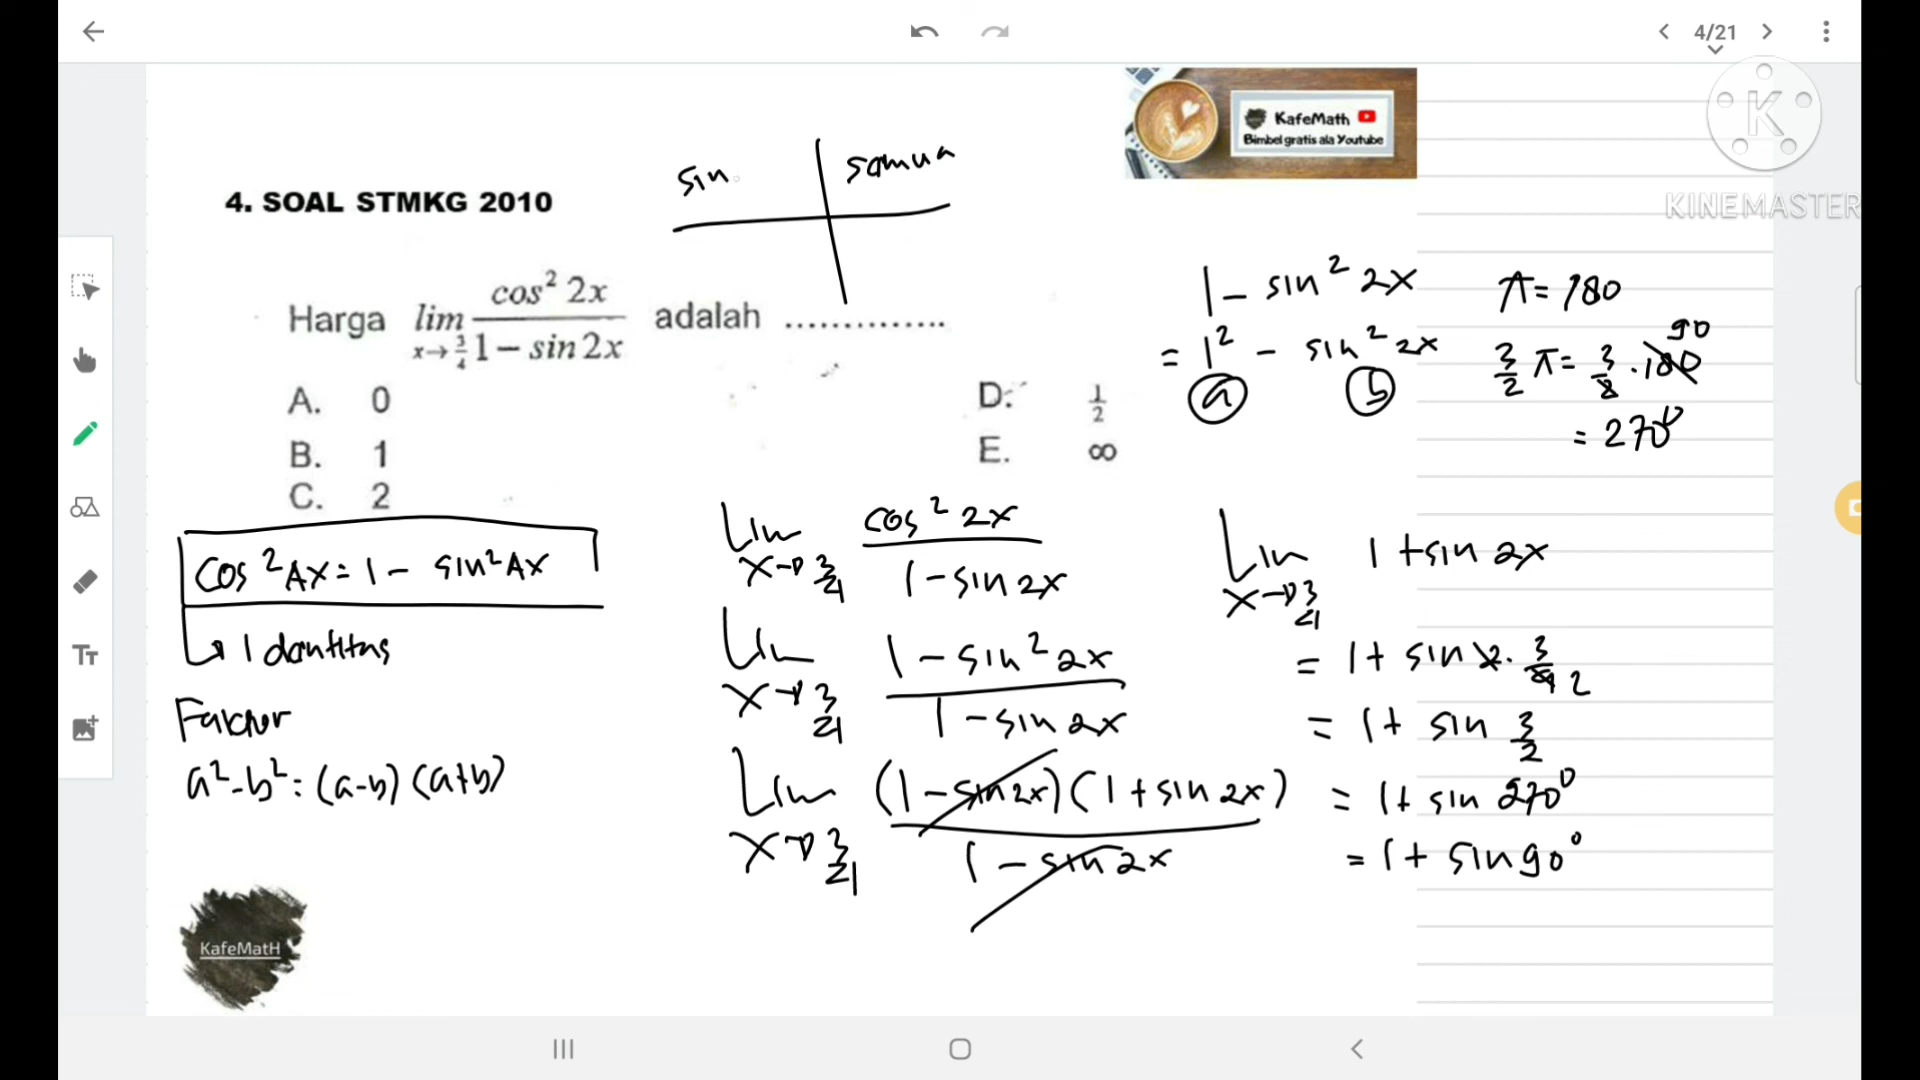 4/21
KafeMath
Bimbel gratis ala Youtube
K
KINEMASTER
sin
semua
4. SOAL STMKG 2010
Harga lim x→3/4 cos² 2x / 1 − sin 2x adalah ..............
A. 0
B. 1
C. 2
D. 1/2
E. ∞
1 − sin² 2x
= 1² − sin² 2x
a b
π = 180
3/2 π = 3/2 . 180 90
= 270°
cos² Ax = 1 − sin² Ax
↳ Identitas
Faktor
a² − b² = (a−b) (a+b)
Lim x→3/4 cos² 2x / 1 − sin 2x
Lim x→3/4 1 − sin² 2x / 1 − sin 2x
Lim x→3/4 (1 − sin 2x) (1 + sin 2x) / 1 − sin 2x
Lim x→3/4 1 + sin 2x
= 1 + sin 2 . 3/4 2
= 1 + sin 3/2
= 1 + sin 270°
= 1 + sin 90°
KafeMatH
Tт